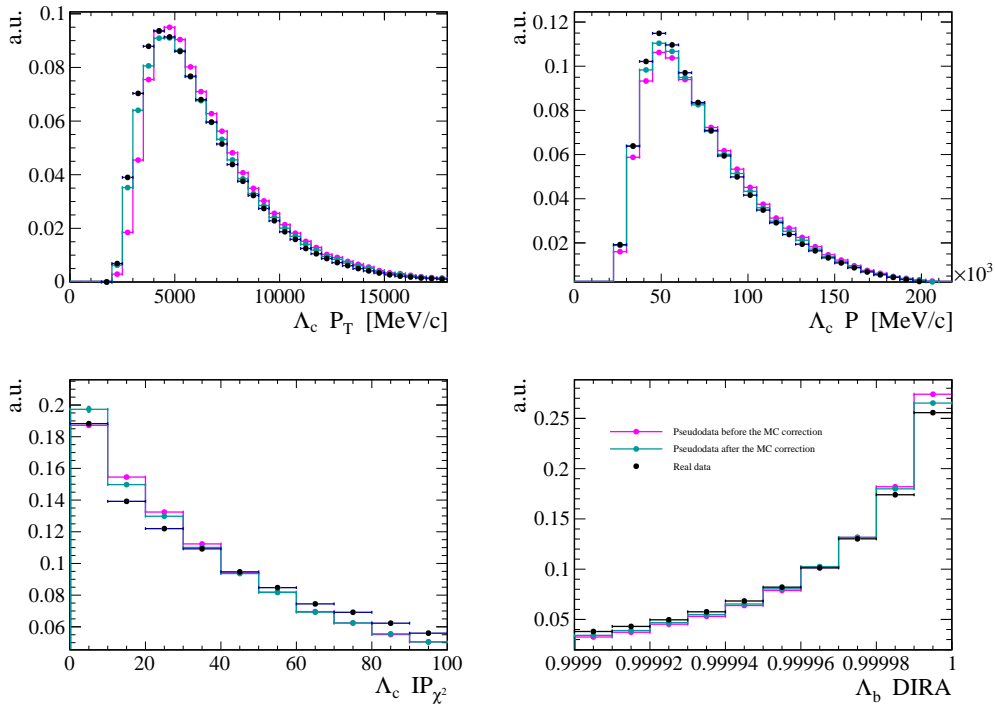 a.u.
0.1
0.08
0.06
0.04
0.02
0
0 5000 10000 15000
Λc PT [MeV/c]
a.u.
0.12
0.1
0.08
0.06
0.04
0.02
0 50 100 150 200 ×10³
Λc P [MeV/c]
a.u.
0.2
0.18
0.16
0.14
0.12
0.1
0.08
0.06
0 20 40 60 80 100
Λc IPχ²
a.u.
0.25
0.2
0.15
0.1
0.05
Pseudodata before the MC correction
Pseudodata after the MC correction
Real data
0.9999 0.99992 0.99994 0.99996 0.99998 1
Λb DIRA